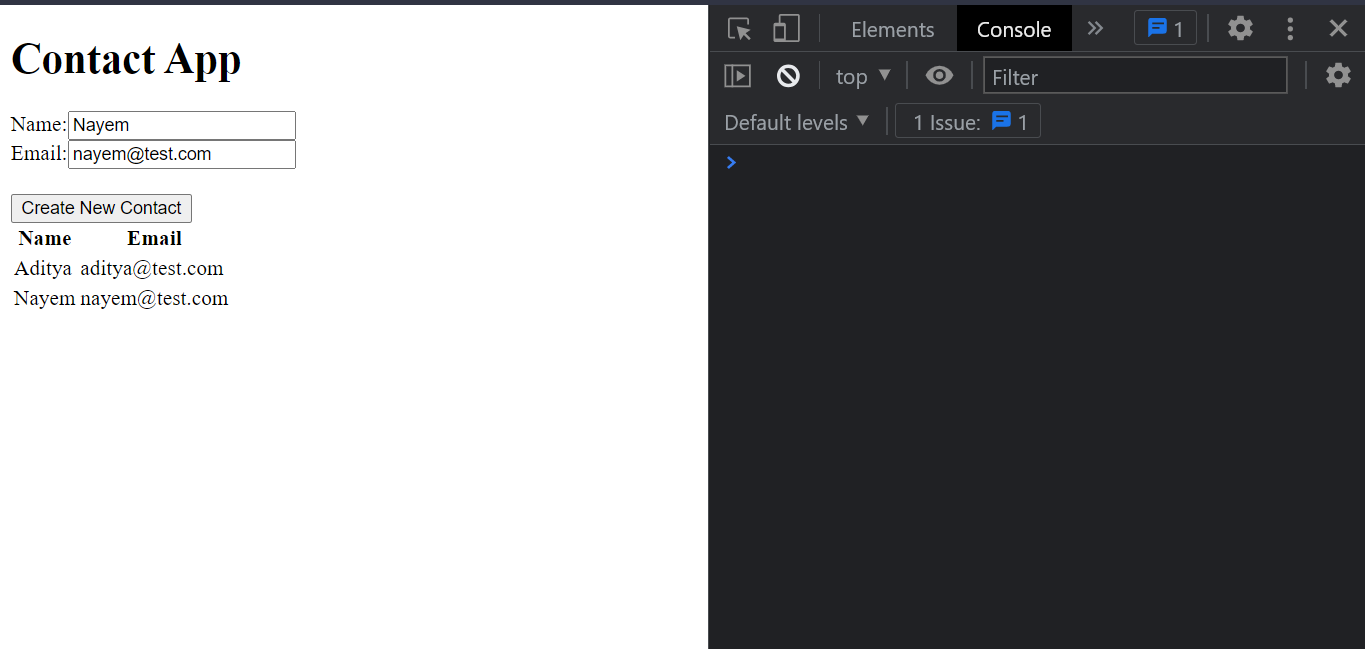 Contact App
Name: Nayem
Email: nayem@test.com
Create New Contact
Name Email
Aditya aditya@test.com
Nayem nayem@test.com
Elements Console 1
top Filter
Default levels 1 Issue: 1